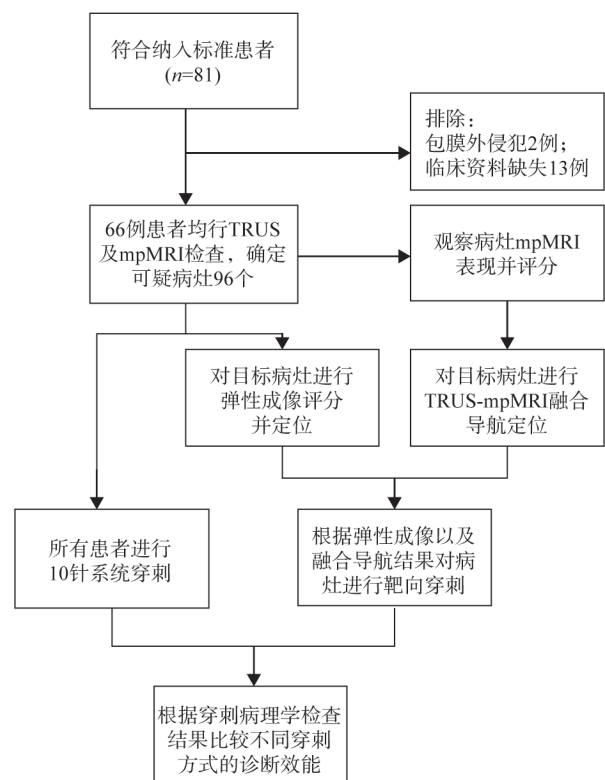 符合纳入标准患者
(n=81)
排除：
包膜外侵犯2例；
临床资料缺失13例
66例患者均行TRUS
及mpMRI检查，确定
可疑病灶96个
观察病灶mpMRI
表现并评分
对目标病灶进行
弹性成像评分
并定位
对目标病灶进行
TRUS-mpMRI融合
导航定位
所有患者进行
10针系统穿刺
根据弹性成像以及
融合导航结果对病
灶进行靶向穿刺
根据穿刺病理学检查
结果比较不同穿刺
方式的诊断效能